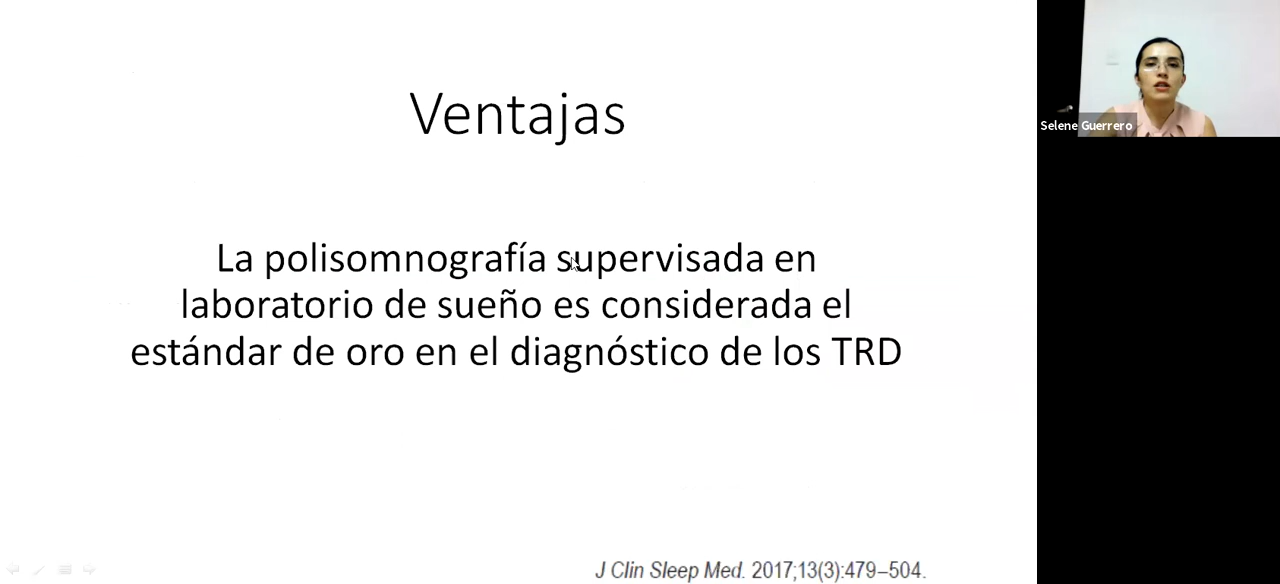 Ventajas
La polisomnografía supervisada en
laboratorio de sueño es considerada el
estándar de oro en el diagnóstico de los TRD
J Clin Sleep Med. 2017;13(3):479–504.
Selene Guerrero